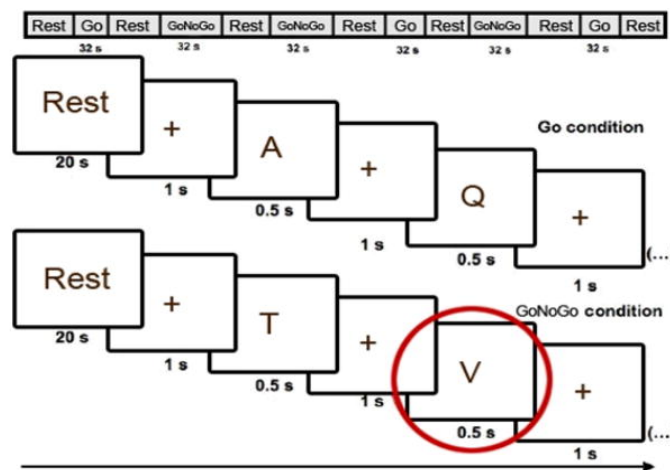 Rest Go Rest GoNoGo Rest GoNoGo Rest Go Rest GoNoGo Rest Go Rest
32 s 32 s 32 s 32 s 32 s 32 s
Rest
20 s
+
1 s
A
0.5 s
+
1 s
Q
0.5 s
+
1 s
Go condition
(...
Rest
20 s
+
1 s
T
0.5 s
+
1 s
V
0.5 s
+
1 s
GoNoGo condition
(...